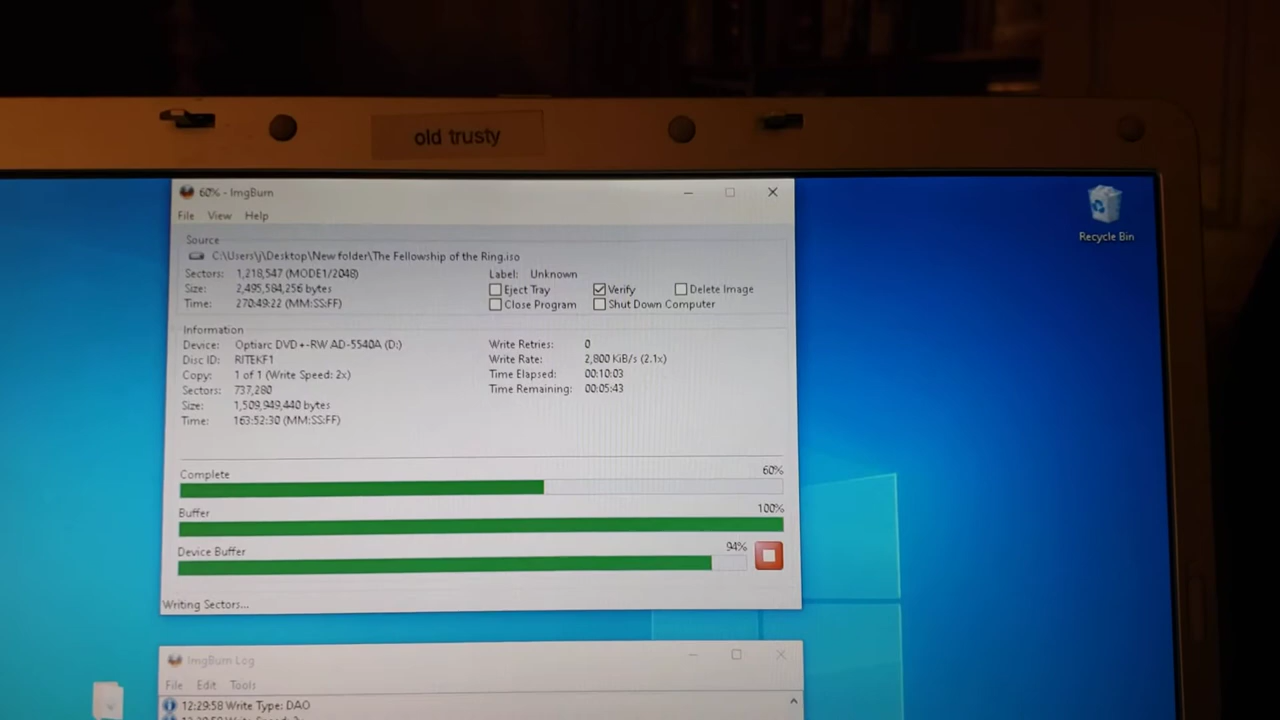 old trusty
60% - ImgBurn
File View Help
Recycle Bin
Source
C:\Users\j\Desktop\New folder\The Fellowship of the Ring.iso
Sectors: 1,218,547 (MODE1/2048)
Label: Unknown
Size: 2,495,584,256 bytes
Eject Tray Verify Delete Image
Time: 270:49:22 (MM:SS:FF)
Close Program Shut Down Computer
Information
Device: Optiarc DVD+-RW AD-5540A (D:)
Write Retries: 0
Disc ID: RITEKF1
Write Rate: 2,800 KiB/s (2.1x)
Copy: 1 of 1 (Write Speed: 2x)
Time Elapsed: 00:10:03
Sectors: 737,280
Time Remaining: 00:05:43
Size: 1,509,949,440 bytes
Time: 163:52:30 (MM:SS:FF)
Complete 60%
Buffer 100%
Device Buffer 94%
Writing Sectors...
ImgBurn Log
File Edit Tools
12:29:58 Write Type: DAO